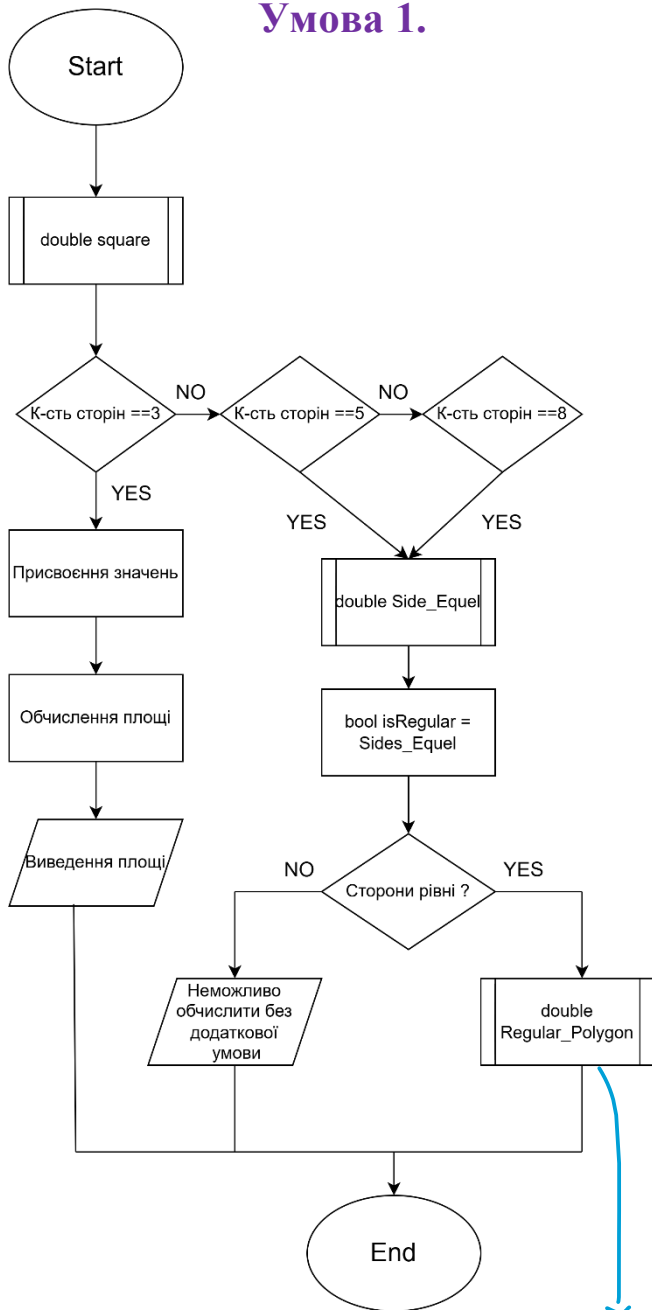 Умова 1.
Start
double square
К-сть сторін ==3
NO
К-сть сторін ==5
NO
К-сть сторін ==8
YES
YES
YES
Присвоєння значень
double Side_Equel
Обчислення площі
bool isRegular =
Sides_Equel
Виведення площі
NO
Сторони рівні ?
YES
Неможливо
обчислити без
додаткової
умови
double
Regular_Polygon
End